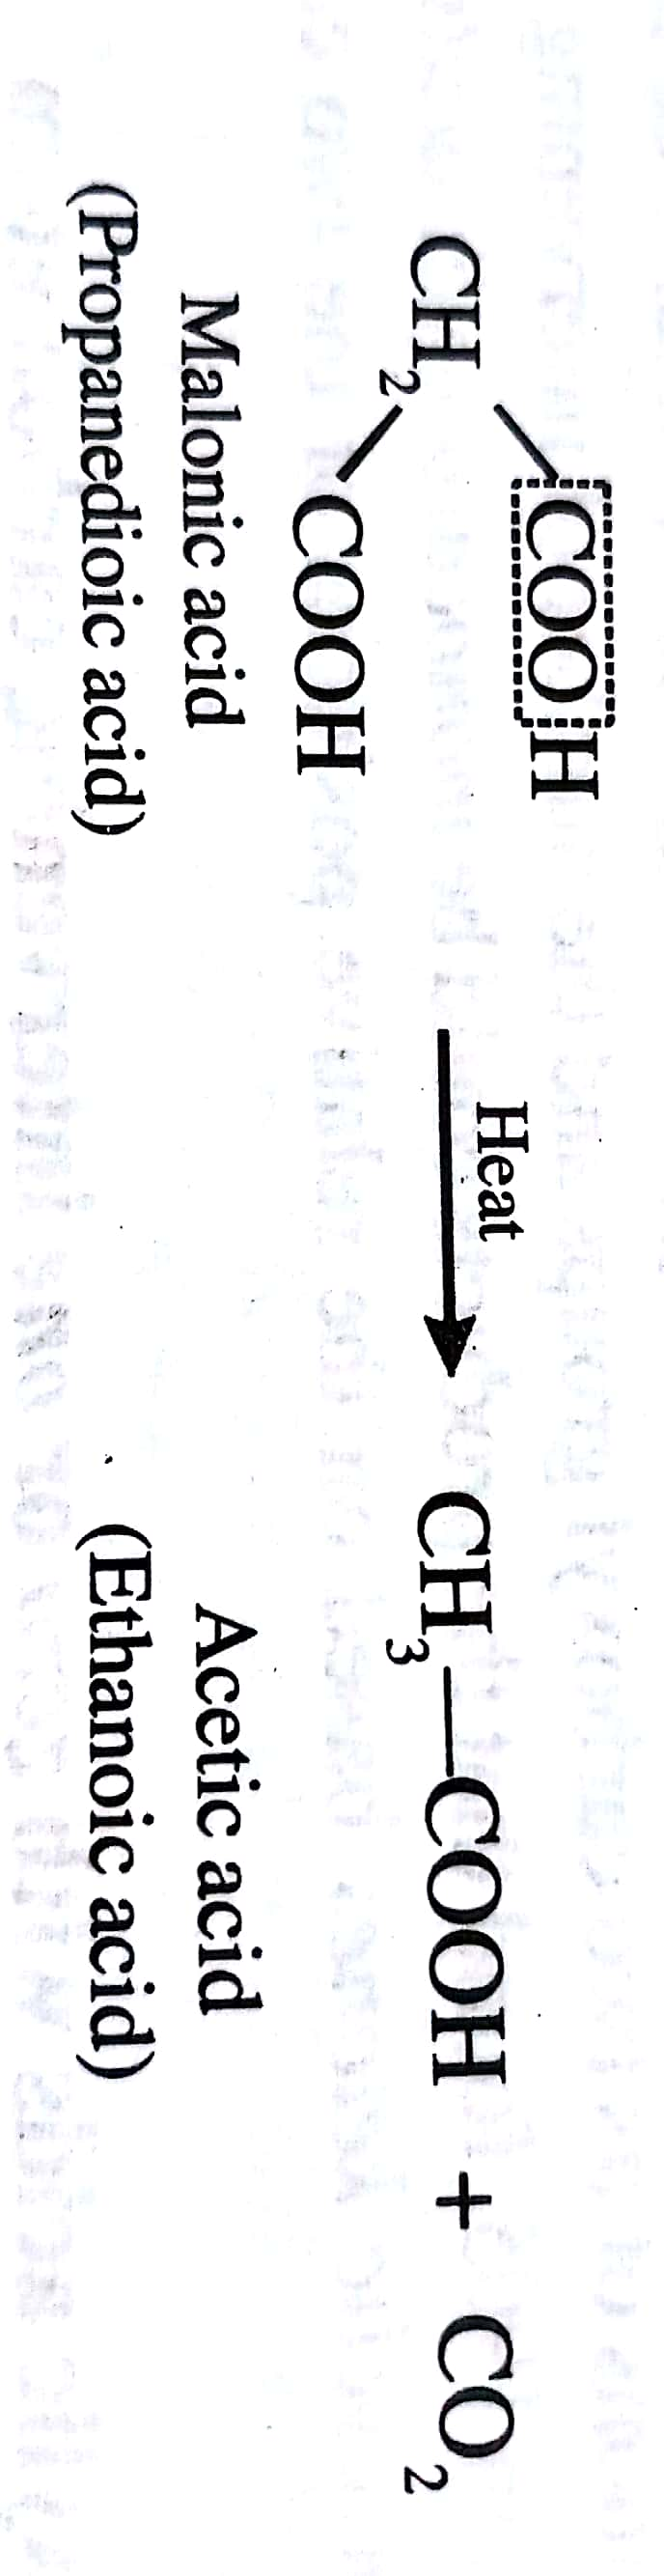 COOH
Heat
CH2 → CH3—COOH + CO2
COOH
Malonic acid Acetic acid
(Propanedioic acid) (Ethanoic acid)